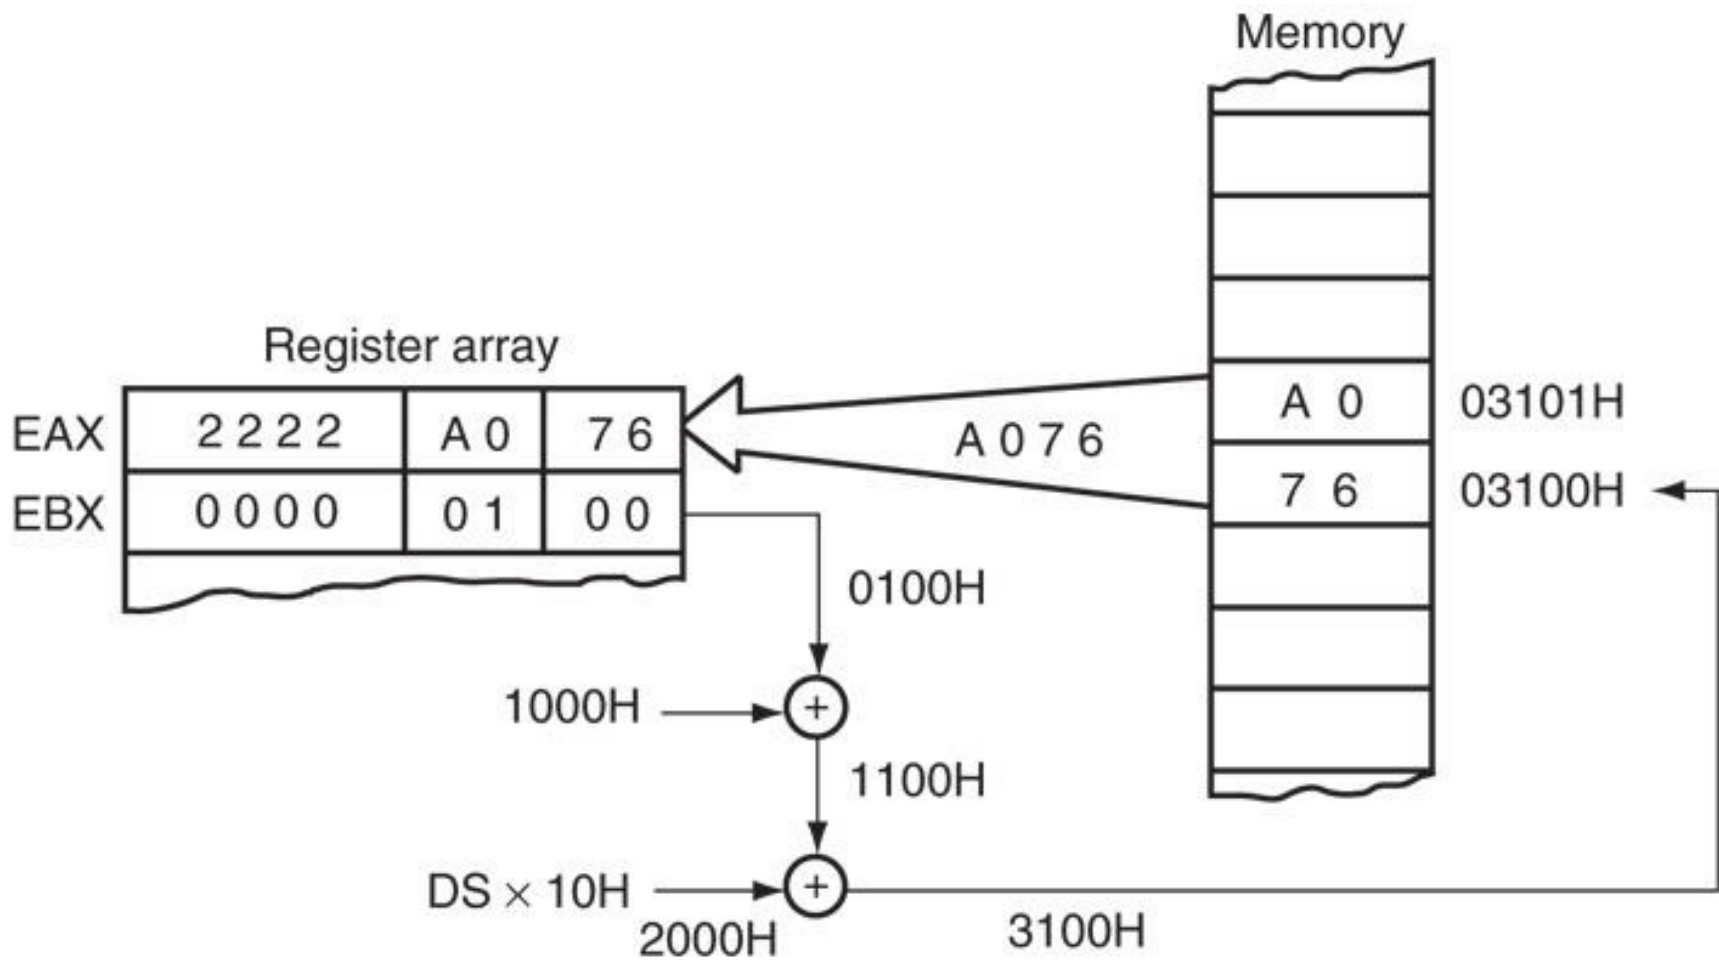 Memory
Register array
EAX 2 2 2 2 A 0 7 6
A 0 7 6
A 0 03101H
EBX 0 0 0 0 0 1 0 0
7 6 03100H
0100H
1000H +
1100H
DS × 10H +
2000H
3100H